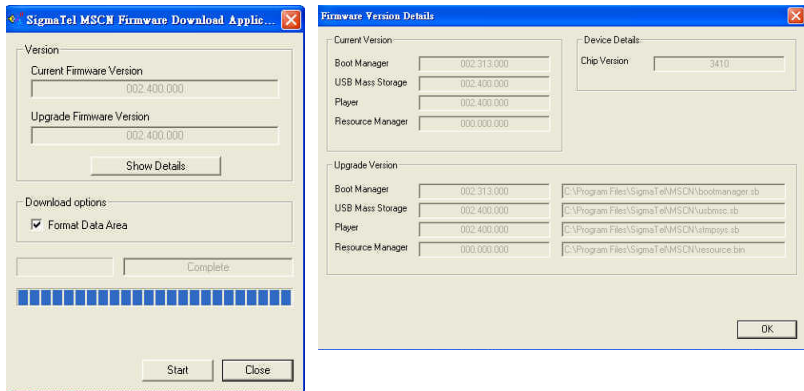 SigmaTel MSCN Firmware Download Applic...
Version
Current Firmware Version
002.400.000
Upgrade Firmware Version
002.400.000
Show Details
Download options
Format Data Area
Complete
Start
Close
Firmware Version Details
Current Version
Boot Manager 002.313.000
USB Mass Storage 002.400.000
Player 002.400.000
Resource Manager 000.000.000
Device Details
Chip Version 3410
Upgrade Version
Boot Manager 002.313.000 C:\Program Files\SigmaTel\MSCN\bootmanager.sb
USB Mass Storage 002.400.000 C:\Program Files\SigmaTel\MSCN\usbmsc.sb
Player 002.400.000 C:\Program Files\SigmaTel\MSCN\stmpsys.sb
Resource Manager 000.000.000 C:\Program Files\SigmaTel\MSCN\resource.bin
OK